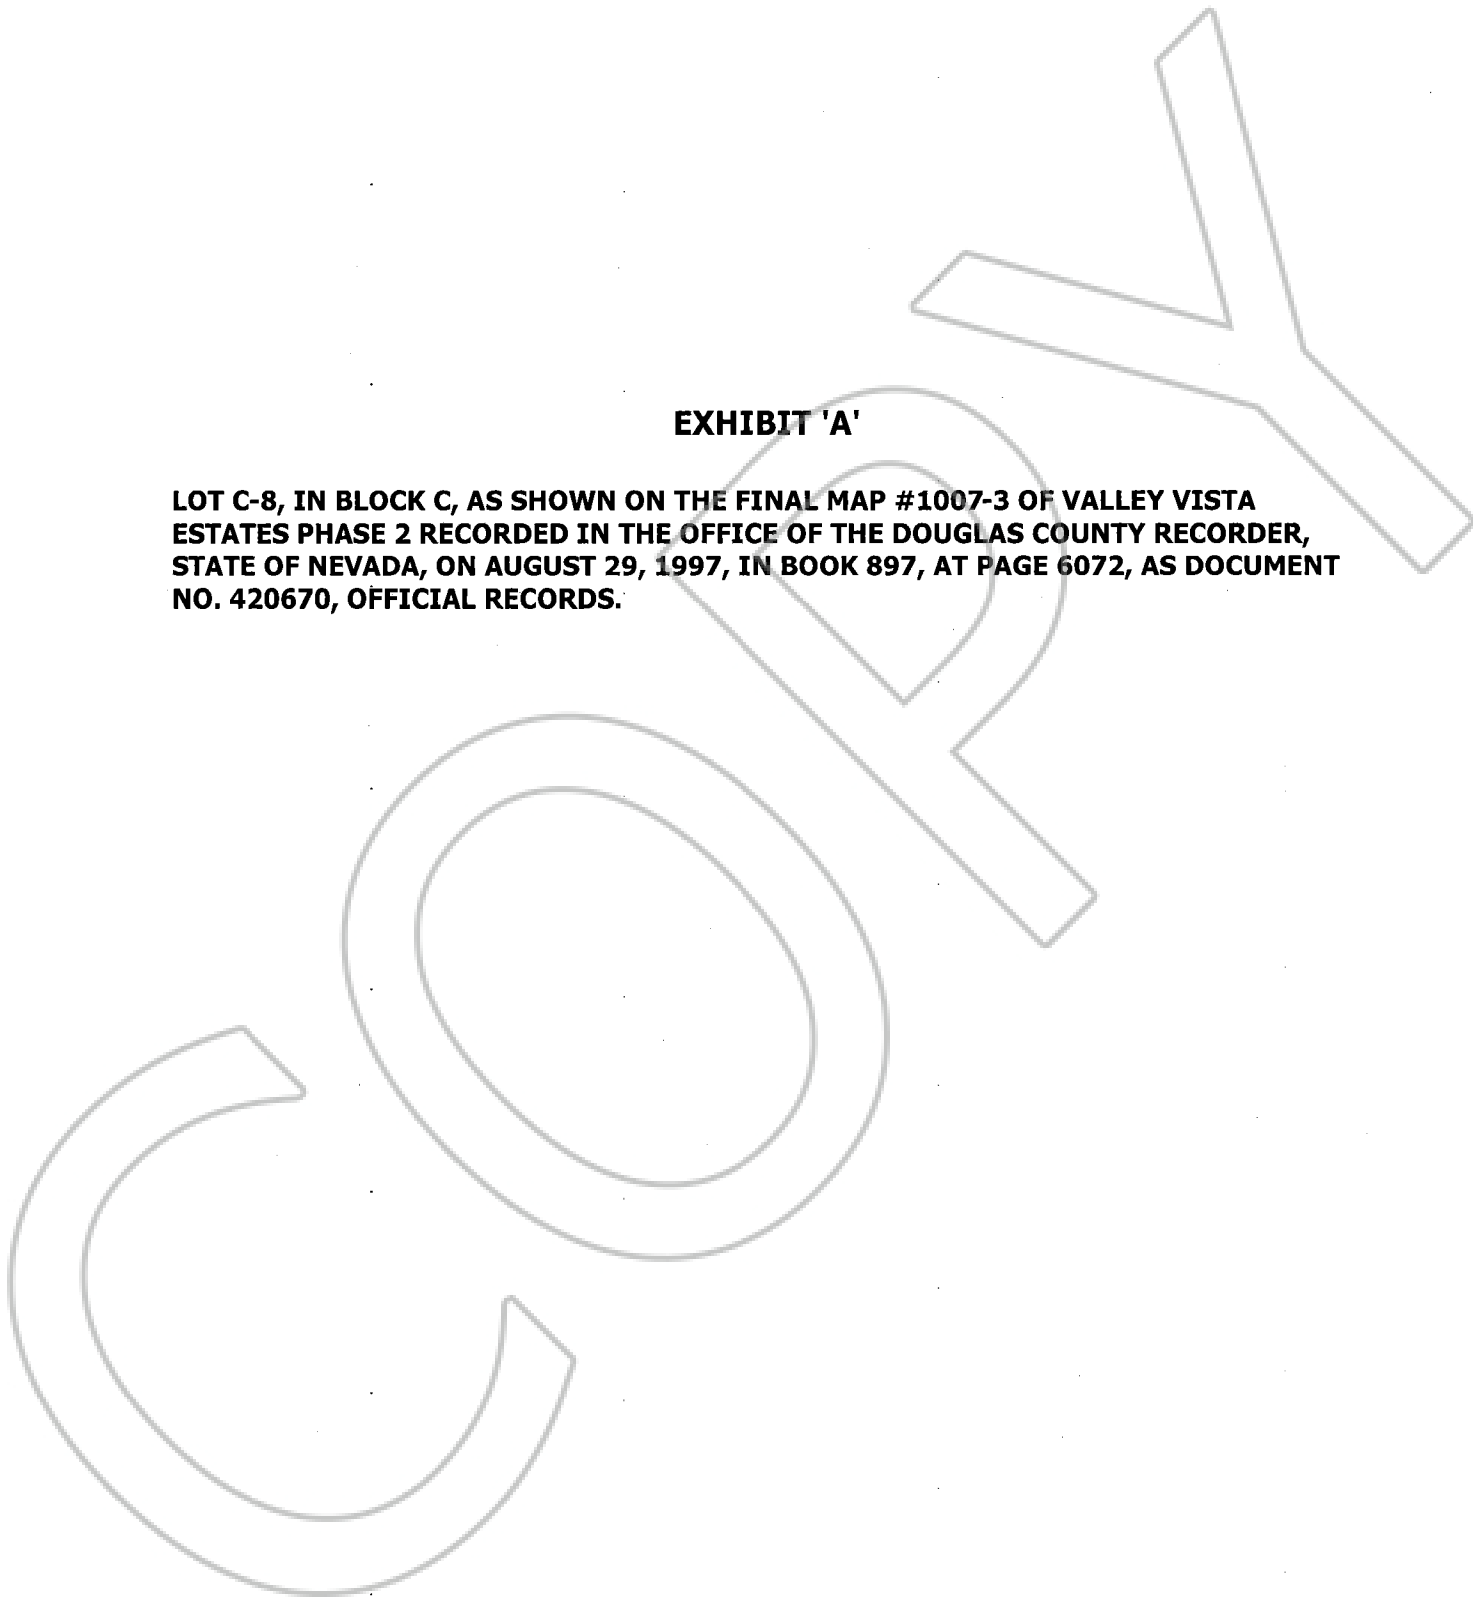 EXHIBIT 'A'
LOT C-8, IN BLOCK C, AS SHOWN ON THE FINAL MAP #1007-3 OF VALLEY VISTA
ESTATES PHASE 2 RECORDED IN THE OFFICE OF THE DOUGLAS COUNTY RECORDER,
STATE OF NEVADA, ON AUGUST 29, 1997, IN BOOK 897, AT PAGE 6072, AS DOCUMENT
NO. 420670, OFFICIAL RECORDS.
COPY